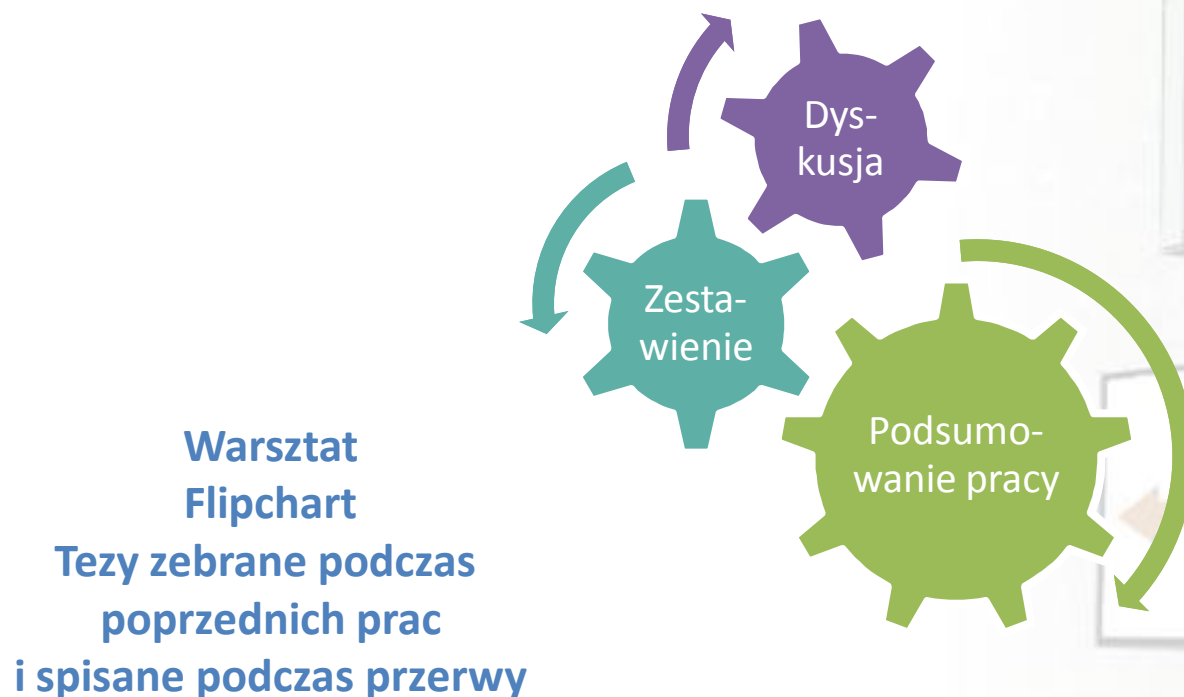 Dys-
kusja
Zesta-
wienie
Podsumo-
wanie pracy
Warsztat
Flipchart
Tezy zebrane podczas
poprzednich prac
i spisane podczas przerwy